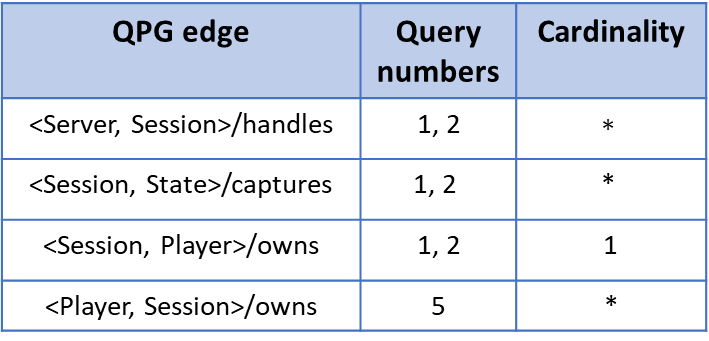 QPG edge Query Cardinality
numbers
<Server, Session>/handles 1, 2 *
<Session, State>/captures 1, 2 *
<Session, Player>/owns 1, 2 1
<Player, Session>/owns 5 *